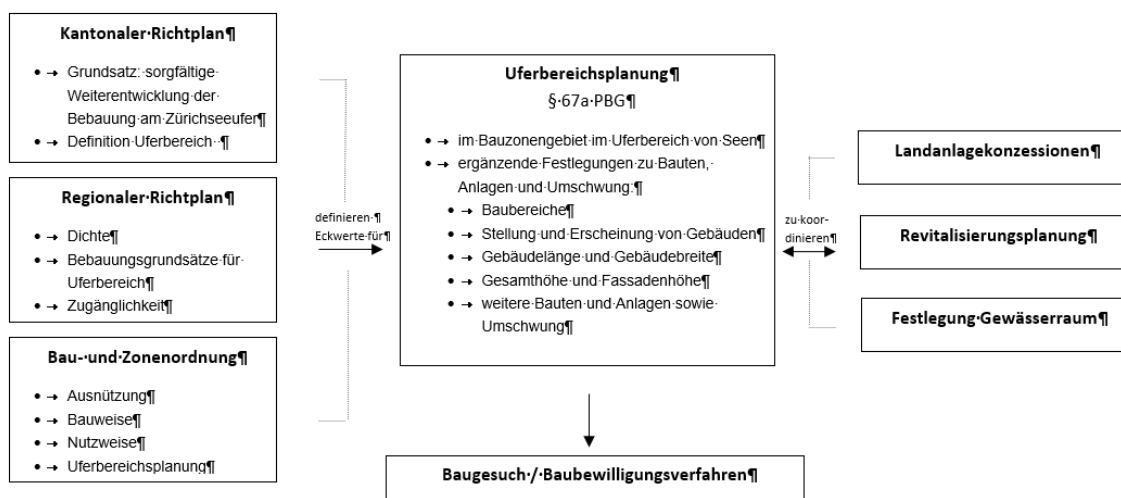 Kantonaler·Richtplan¶
•→Grundsatz:·sorgfältige·
Weiterentwicklung·der·
Bebauung·am·Zürichseeufer¶
•→Definition·Uferbereich··¶
Regionaler·Richtplan¶
•→Dichte¶
•→Bebauungsgrundsätze·für·
Uferbereich¶
•→Zugänglichkeit¶
Bau-·und·Zonenordnung¶
•→Ausnützung¶
•→Bauweise¶
•→Nutzweise¶
•→Uferbereichsplanung¶
definieren·¶
Eckwerte·für¶
Uferbereichsplanung¶
§·67a·PBG¶
•→im·Bauzonengebiet·im·Uferbereich·von·Seen¶
•→ergänzende·Festlegungen·zu·Bauten,·
Anlagen·und·Umschwung:¶
•→Baubereiche¶
•→Stellung·und·Erscheinung·von·Gebäuden¶
•→Gebäudelänge·und·Gebäudebreite¶
•→Gesamthöhe·und·Fassadenhöhe¶
•→weitere·Bauten·und·Anlagen·sowie·
Umschwung¶
zu·koor-
dinieren¶
Landanlagekonzessionen¶
Revitalisierungsplanung¶
Festlegung·Gewässerraum¶
Baugesuch·/·Baubewilligungsverfahren¶